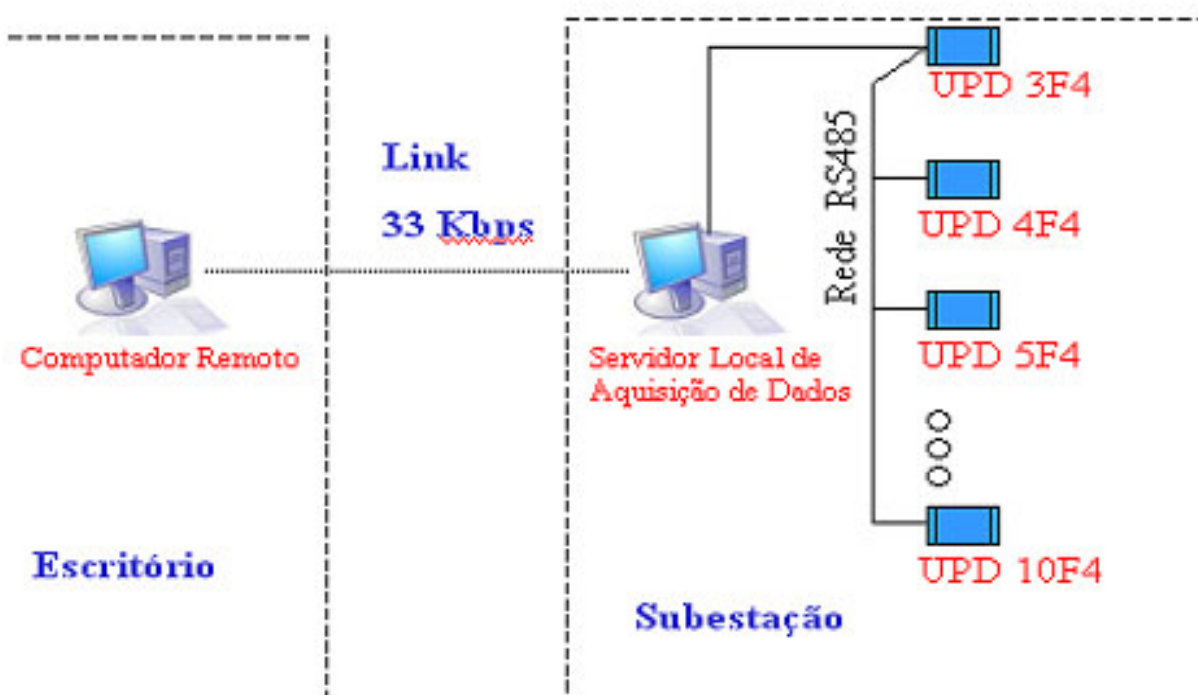 UPD 3F4
Link
33 Kbps
Rede RS485
UPD 4F4
UPD 5F4
Computador Remoto
Servidor Local de
Aquisição de Dados
UPD 10F4
Escritório
Subestação